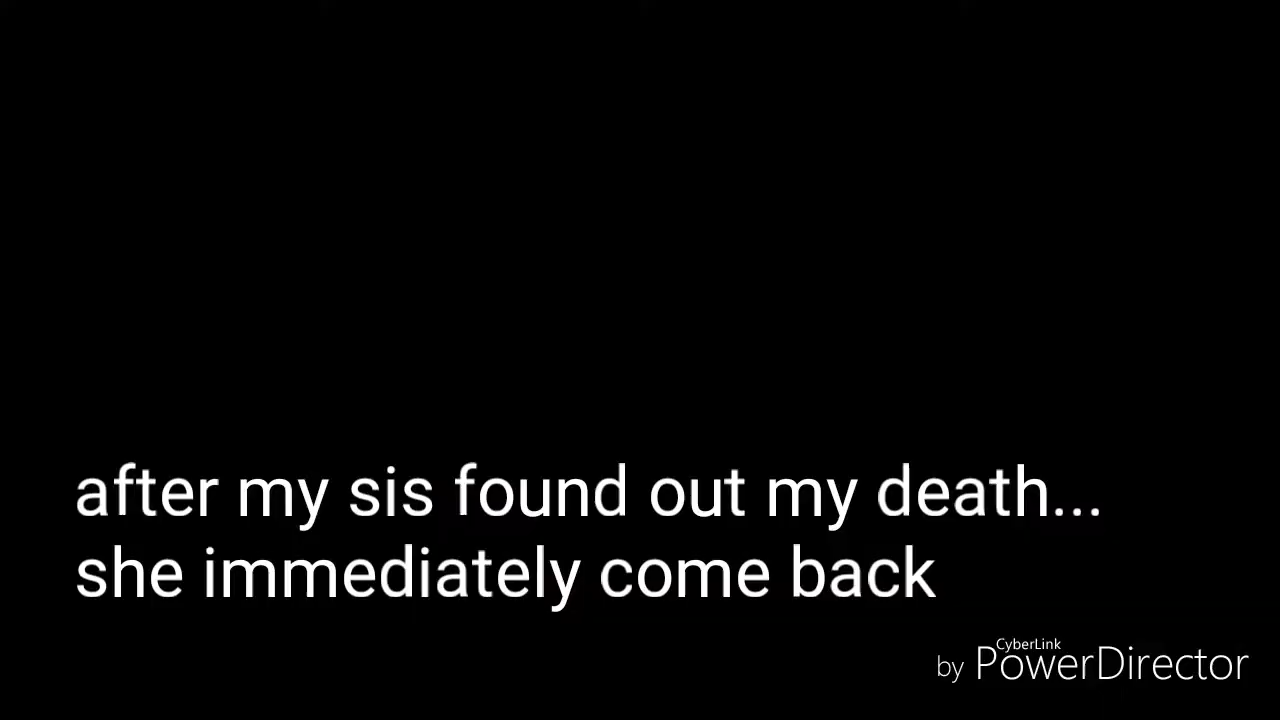 after my sis found out my death...
she immediately come back
CyberLink
by PowerDirector